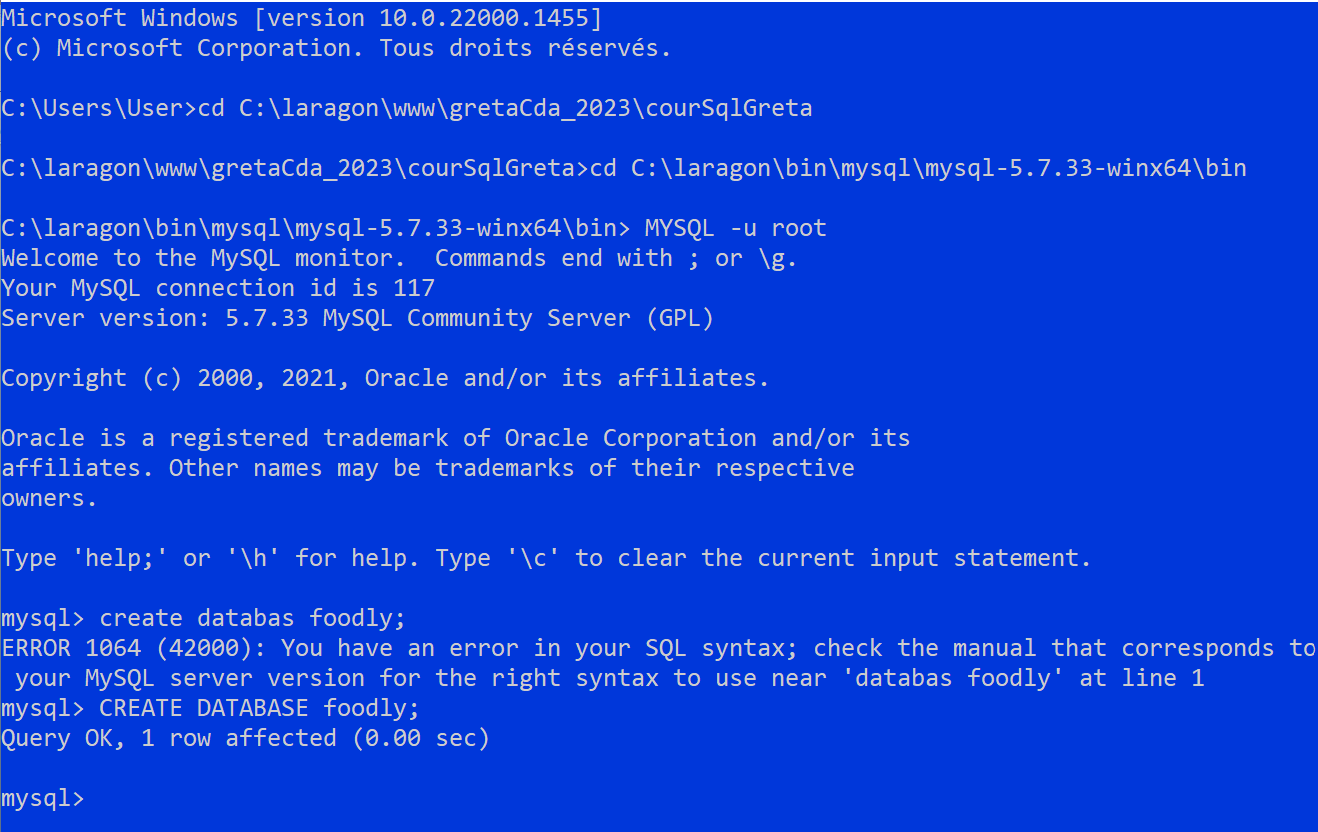 Microsoft Windows [version 10.0.22000.1455]
(c) Microsoft Corporation. Tous droits réservés.
C:\Users\User>cd C:\laragon\www\gretaCda_2023\courSqlGreta
C:\laragon\www\gretaCda_2023\courSqlGreta>cd C:\laragon\bin\mysql\mysql-5.7.33-winx64\bin
C:\laragon\bin\mysql\mysql-5.7.33-winx64\bin> MYSQL -u root
Welcome to the MySQL monitor.  Commands end with ; or \g.
Your MySQL connection id is 117
Server version: 5.7.33 MySQL Community Server (GPL)
Copyright (c) 2000, 2021, Oracle and/or its affiliates.
Oracle is a registered trademark of Oracle Corporation and/or its
affiliates. Other names may be trademarks of their respective
owners.
Type 'help;' or '\h' for help. Type '\c' to clear the current input statement.
mysql> create databas foodly;
ERROR 1064 (42000): You have an error in your SQL syntax; check the manual that corresponds to
 your MySQL server version for the right syntax to use near 'databas foodly' at line 1
mysql> CREATE DATABASE foodly;
Query OK, 1 row affected (0.00 sec)
mysql>